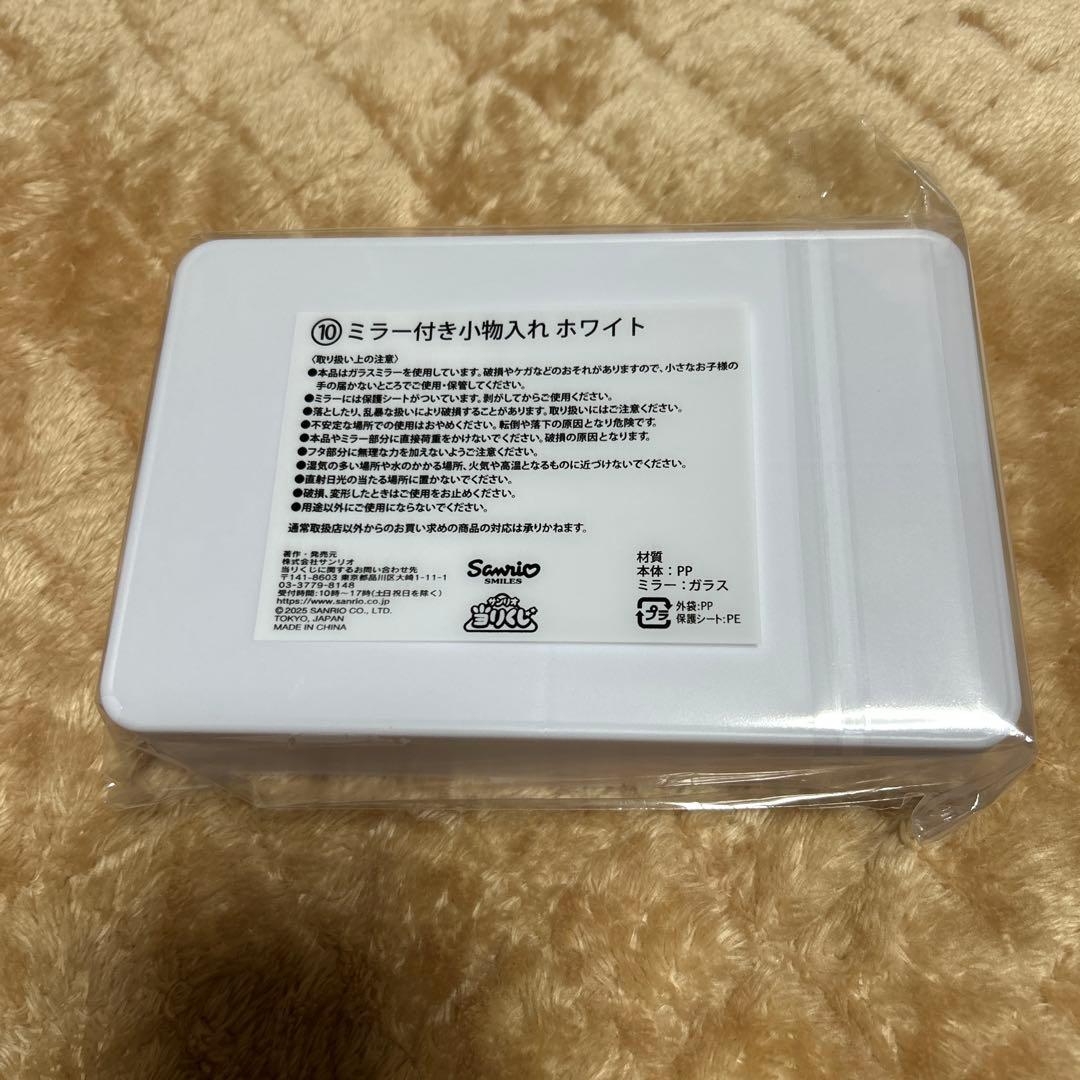 ⑩ミラー付き小物入れ ホワイト
〈取り扱い上の注意〉
●本品はガラスミラーを使用しています。破損やケガなどのおそれがありますので、小さなお子様の
手の届かないところでご使用・保管してください。
●ミラーには保護シートがついています。剥がしてからご使用ください。
●落としたり、乱暴な扱いにより破損することがあります。取り扱いにはご注意ください。
●不安定な場所での使用はおやめください。転倒や落下の原因となり危険です。
●本品やミラー部分に直接荷重をかけないでください。破損の原因となります。
●フタ部分に無理な力を加えないようご注意ください。
●湿気の多い場所や水のかかる場所、火気や高温となるものに近づけないでください。
●直射日光の当たる場所に置かないでください。
●破損、変形したときはご使用をお止めください。
●用途以外にご使用にならないでください。
通常取扱店以外からのお買い求めの商品の対応は承りかねます。
著作・発売元
株式会社サンリオ
当りくじに関するお問い合わせ先
〒141-8603 東京都品川区大崎1-11-1
03-3779-8148
受付時間:10時～17時(土日祝日を除く)
https://www.sanrio.co.jp
©2025 SANRIO CO., LTD.
TOKYO, JAPAN
MADE IN CHINA
Sanrio
SMILES
サンリオ
当りくじ
材質
本体：PP
ミラー：ガラス
プラ
外袋:PP
保護シート:PE